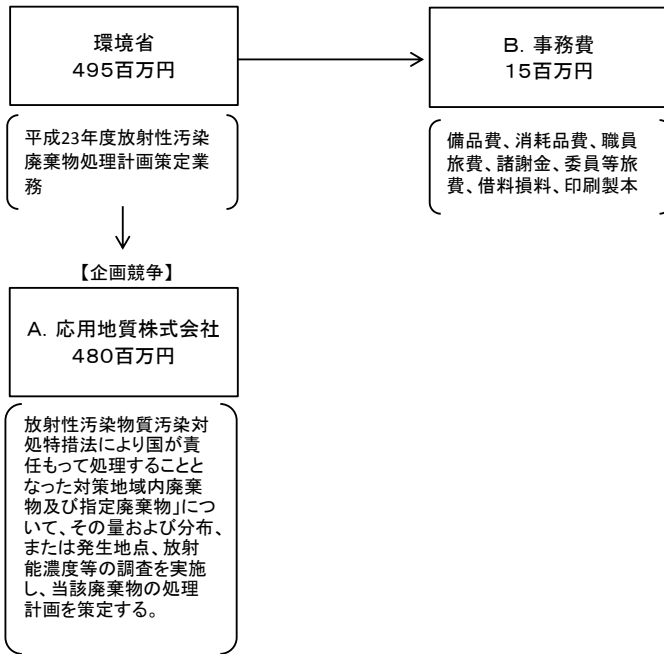 環境省
495百万円
B. 事務費
15百万円
平成23年度放射性汚染
廃棄物処理計画策定業
務
備品費、消耗品費、職員
旅費、諸謝金、委員等旅
費、借料損料、印刷製本
【企画競争】
A. 応用地質株式会社
480百万円
放射性汚染物質汚染対
処特措法により国が責
任もって処理することと
なった対策地域内廃棄
物及び指定廃棄物」につ
いて、その量および分布、
または発生地点、放射
能濃度等の調査を実施
し、当該廃棄物の処理
計画を策定する。